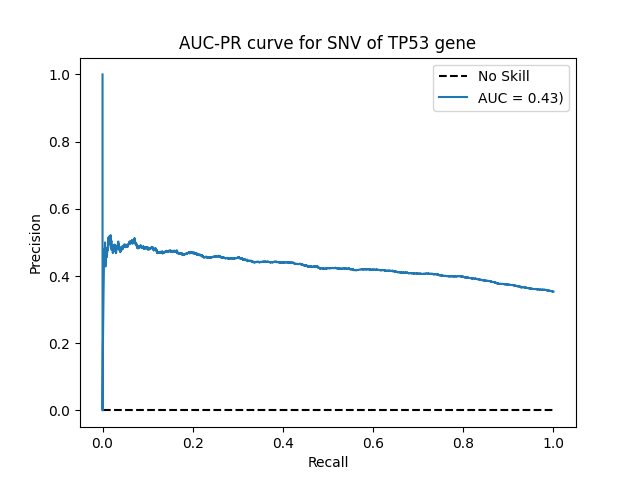 AUC-PR curve for SNV of TP53 gene
No Skill
AUC = 0.43)
1.0
0.8
0.6
0.4
0.2
0.0
Precision
0.0 0.2 0.4 0.6 0.8 1.0
Recall